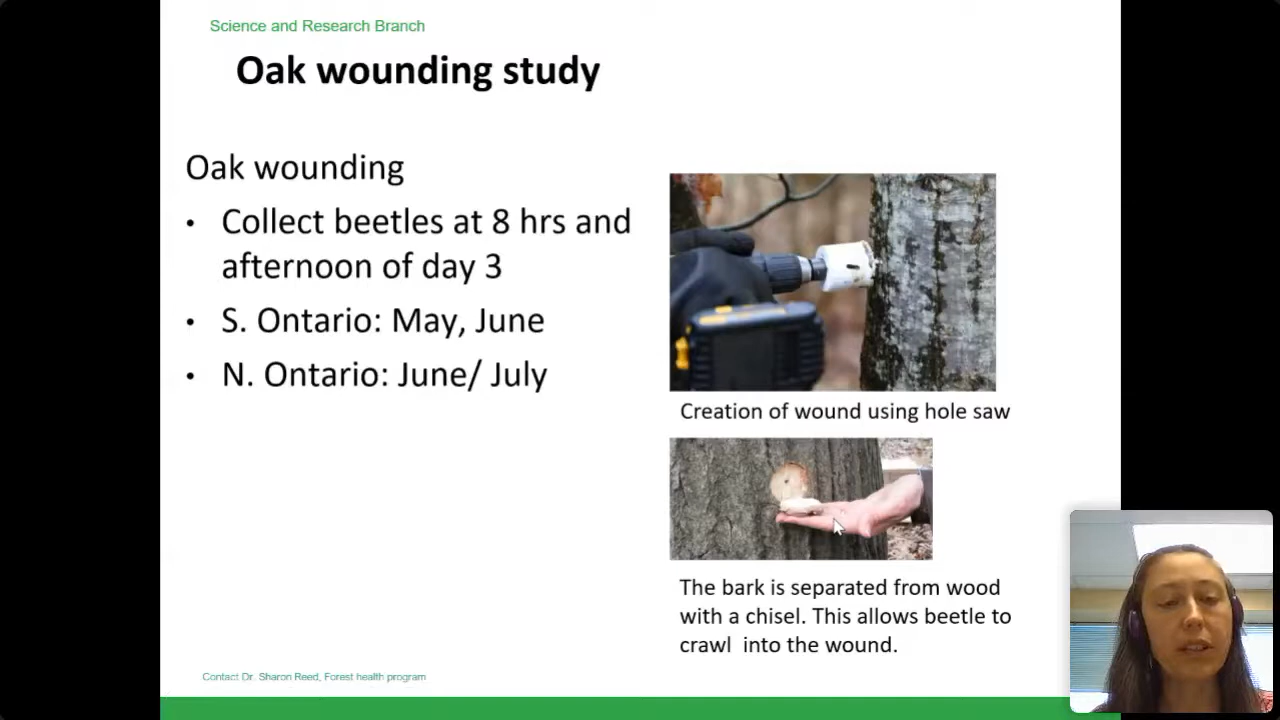 Science and Research Branch
Oak wounding study
Oak wounding
• Collect beetles at 8 hrs and
afternoon of day 3
• S. Ontario: May, June
• N. Ontario: June/ July
Creation of wound using hole saw
The bark is separated from wood
with a chisel. This allows beetle to
crawl into the wound.
Contact Dr. Sharon Reed, Forest health program